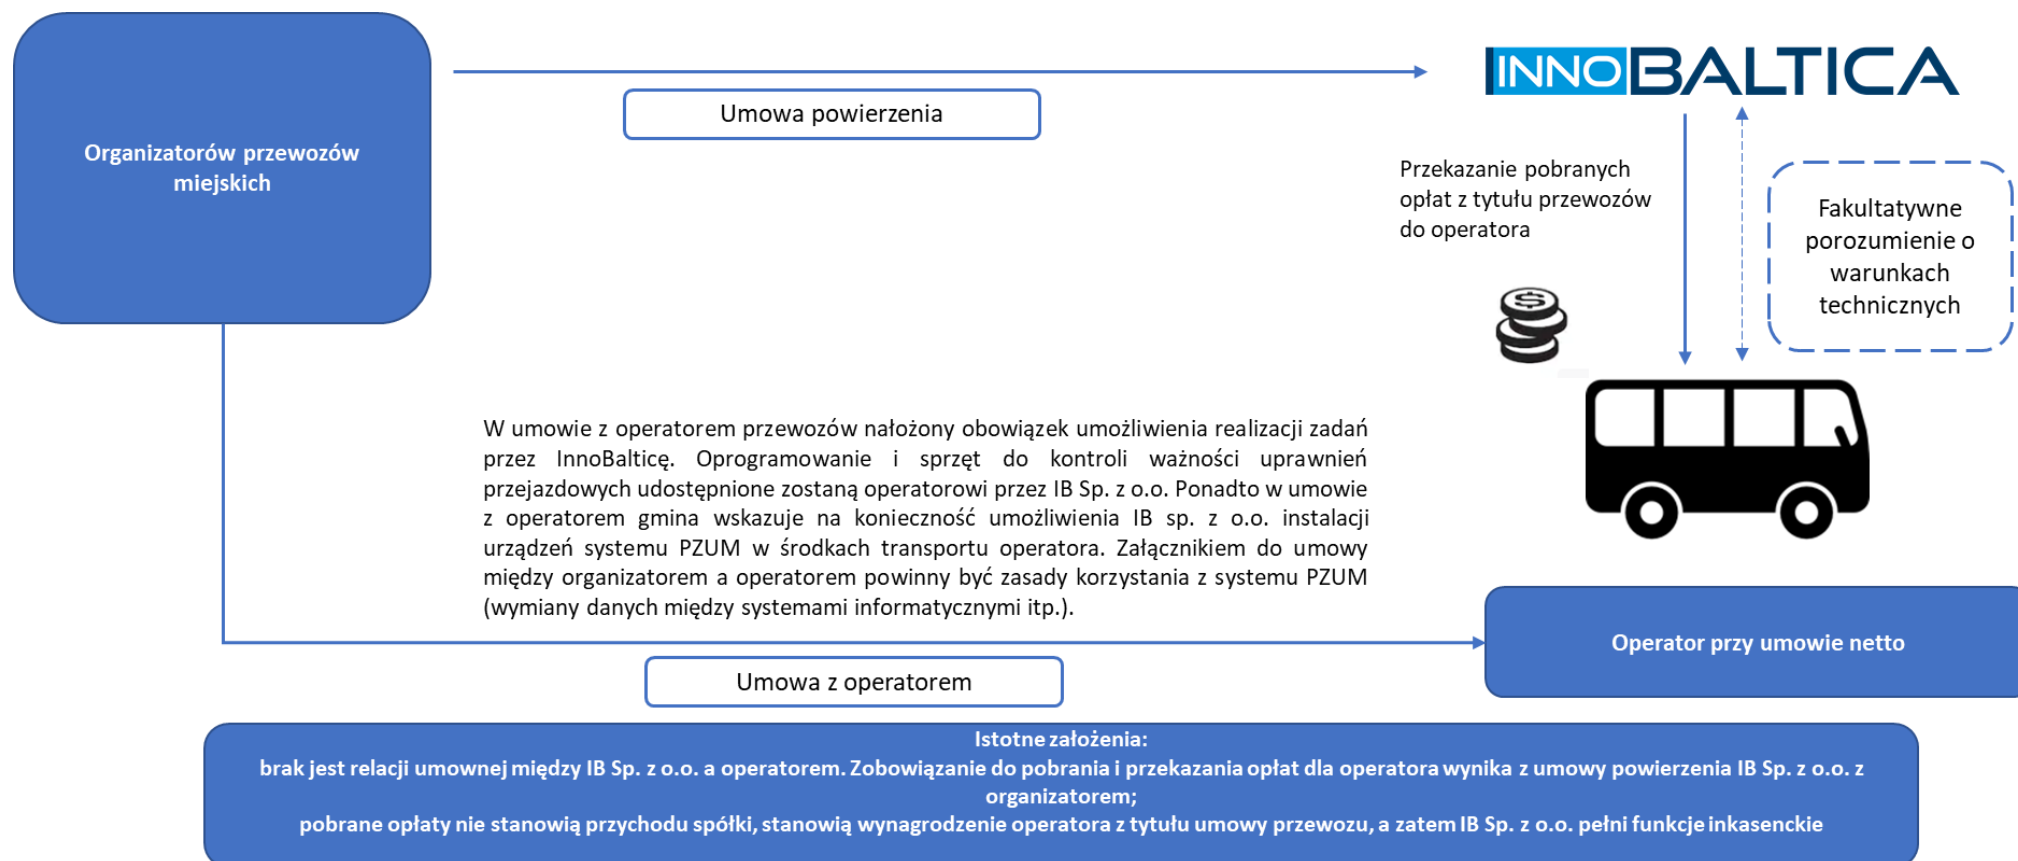 Organizatorów przewozów
miejskich
Umowa powierzenia
INNOBALTICA
Przekazanie pobranych
opłat z tytułu przewozów
do operatora
Fakultatywne
porozumienie o
warunkach
technicznych
W umowie z operatorem przewozów nałożony obowiązek umożliwienia realizacji zadań
przez InnoBalticę. Oprogramowanie i sprzęt do kontroli ważności uprawnień
przejazdowych udostępnione zostaną operatorowi przez IB Sp. z o.o. Ponadto w umowie
z operatorem gmina wskazuje na konieczność umożliwienia IB sp. z o.o. instalacji
urządzeń systemu PZUM w środkach transportu operatora. Załącznikiem do umowy
między organizatorem a operatorem powinny być zasady korzystania z systemu PZUM
(wymiany danych między systemami informatycznymi itp.).
Operator przy umowie netto
Umowa z operatorem
Istotne założenia:
brak jest relacji umownej między IB Sp. z o.o. a operatorem. Zobowiązanie do pobrania i przekazania opłat dla operatora wynika z umowy powierzenia IB Sp. z o.o. z
organizatorem;
pobrane opłaty nie stanowią przychodu spółki, stanowią wynagrodzenie operatora z tytułu umowy przewozu, a zatem IB Sp. z o.o. pełni funkcje inkasenckie